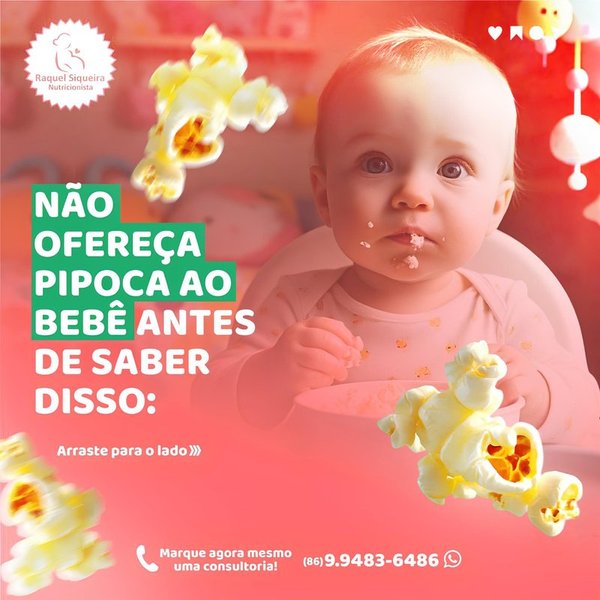 Raquel Siqueira
Nutricionista
NÃO
OFEREÇA
PIPOCA AO
BEBÊ ANTES
DE SABER
DISSO:
Arraste para o lado
Marque agora mesmo
uma consultoria!
(86)9.9483-6486